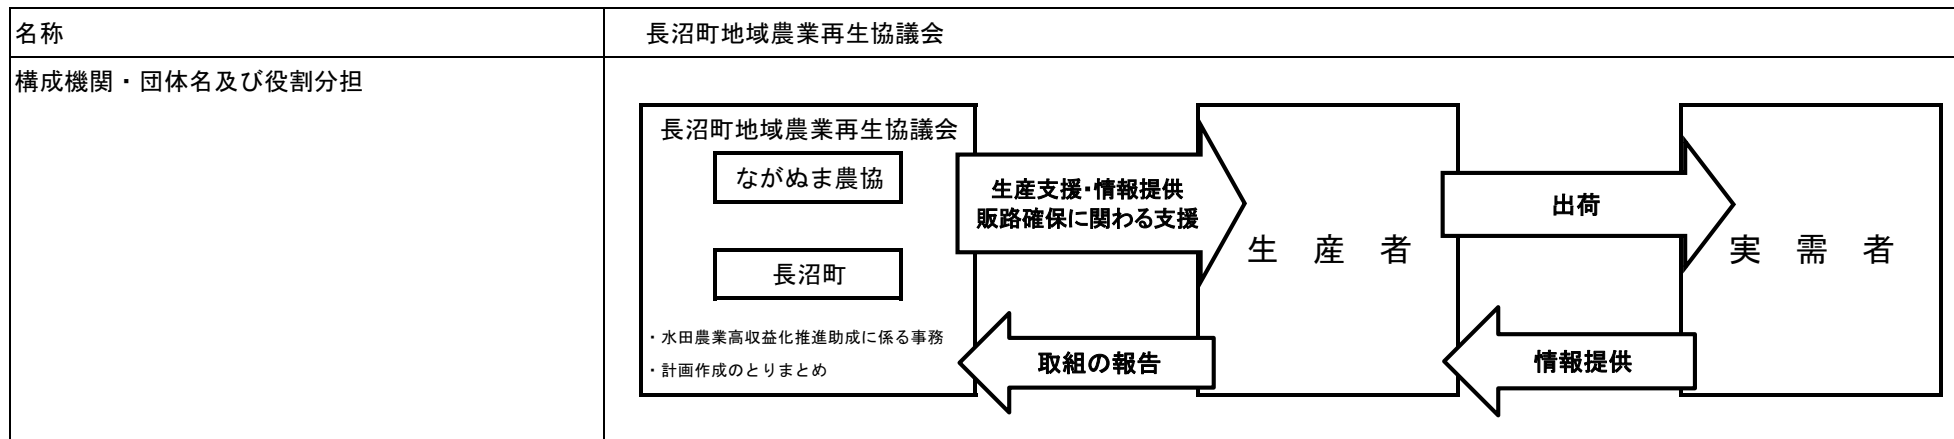 名称
長沼町地域農業再生協議会
構成機関・団体名及び役割分担
長沼町地域農業再生協議会
ながぬま農協
長沼町
・水田農業高収益化推進助成に係る事務
・計画作成のとりまとめ
生産支援・情報提供
販路確保に関わる支援
取組の報告
生産者
出荷
情報提供
実需者